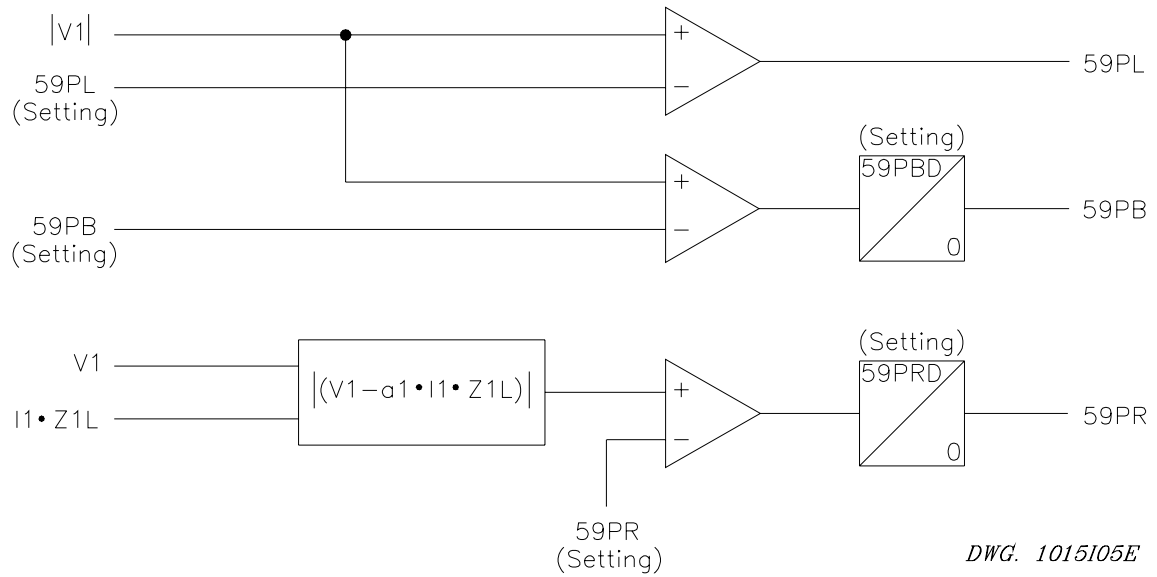 |V1|
+
59PL
59PL
(Setting)
−
(Setting)
59PBD
+
59PB
59PB
(Setting)
−
0
(Setting)
V1
59PRD
|(V1−a1•I1•Z1L)|
+
I1•Z1L
59PR
−
0
59PR
(Setting)
DWG. 1015I05E